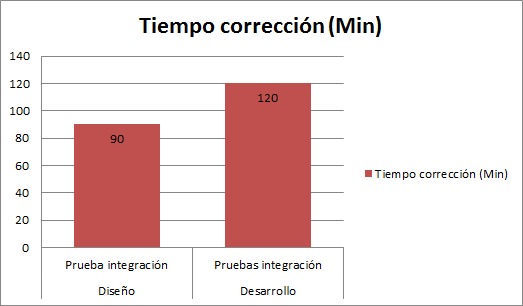 Tiempo corrección (Min)
140
120
100
80
60
40
20
0
90
120
Prueba integración
Pruebas integración
Diseño
Desarrollo
Tiempo corrección (Min)